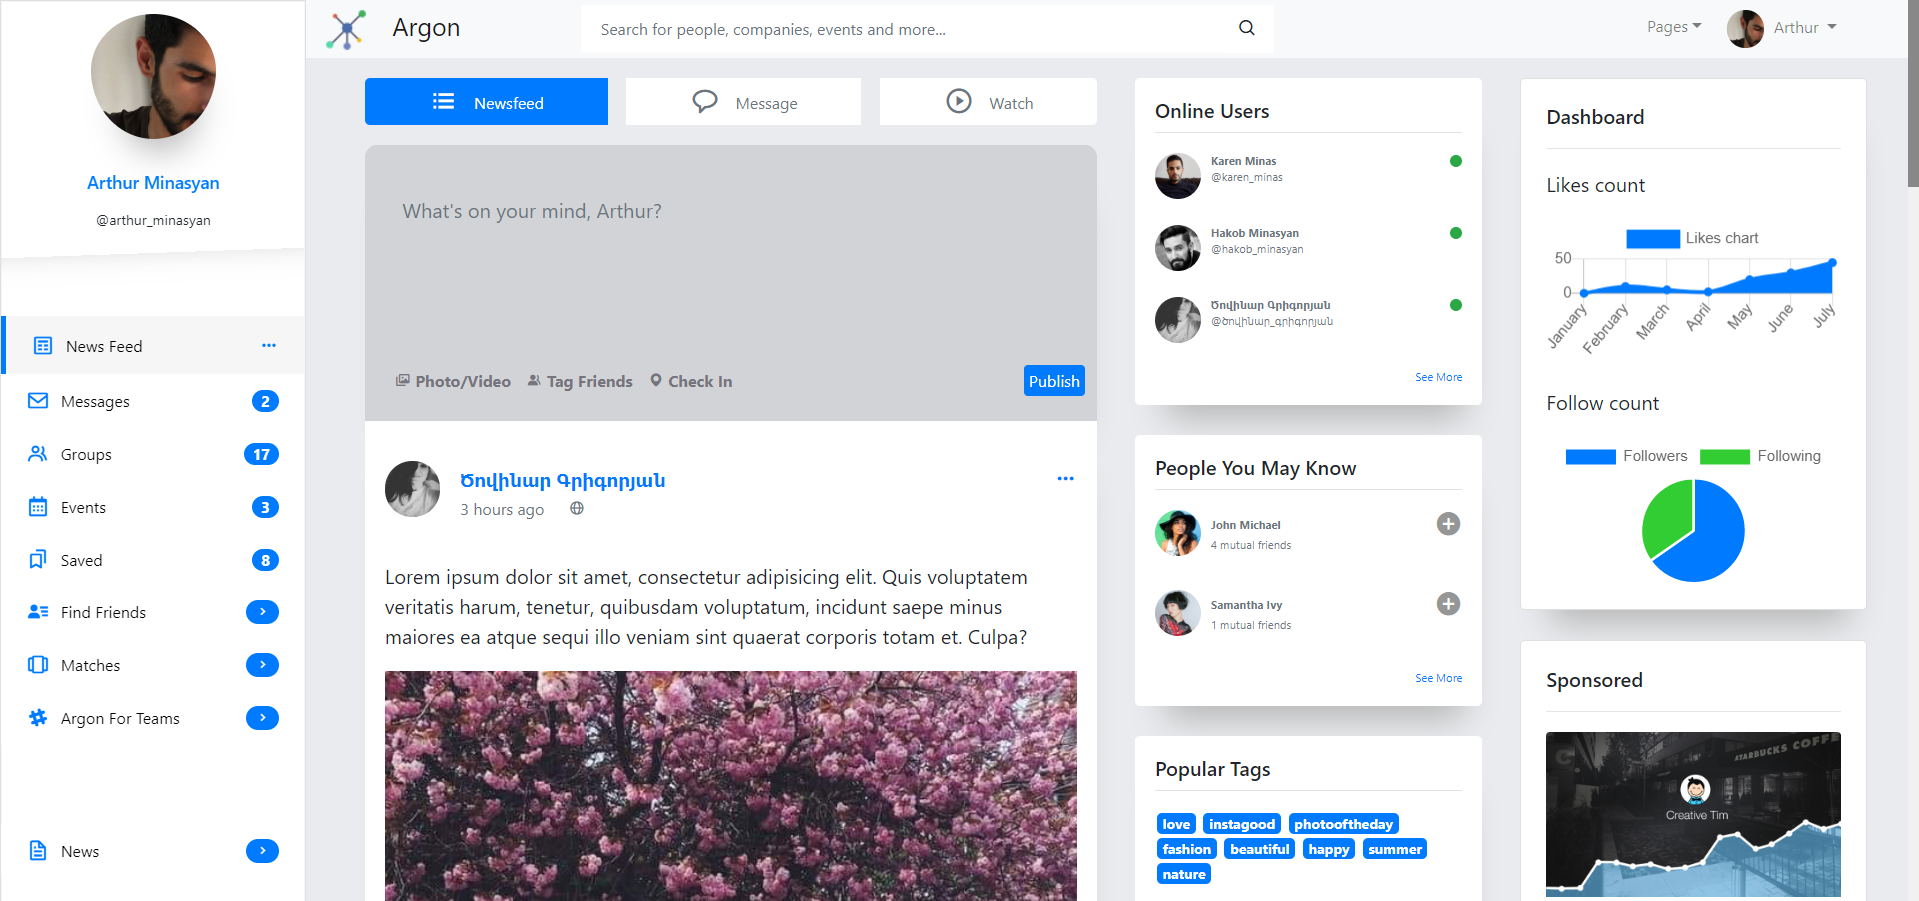 Arthur Minasyan
@arthur_minasyan
News Feed
Messages 2
Groups 17
Events 3
Saved 8
Find Friends
Matches
Argon For Teams
News
Argon
Search for people, companies, events and more...
Pages
Arthur
Newsfeed
Message
Watch
What's on your mind, Arthur?
Photo/Video Tag Friends Check In
Publish
Ծովինար Գրիգորյան
3 hours ago
Lorem ipsum dolor sit amet, consectetur adipisicing elit. Quis voluptatem
veritatis harum, tenetur, quibusdam voluptatum, incidunt saepe minus
maiores ea atque sequi illo veniam sint quaerat corporis totam et. Culpa?
Online Users
Karen Minas
@karen_minas
Hakob Minasyan
@hakob_minasyan
Ծովինար Գրիգորյան
@ծովինար_գրիգորյան
See More
People You May Know
John Michael
4 mutual friends
Samantha Ivy
1 mutual friends
See More
Popular Tags
love instagood photooftheday
fashion beautiful happy summer
nature
Dashboard
Likes count
Likes chart
50
0
January February March April May June July
Follow count
Followers Following
Sponsored
STARBUCKS COFFE
Creative Tim